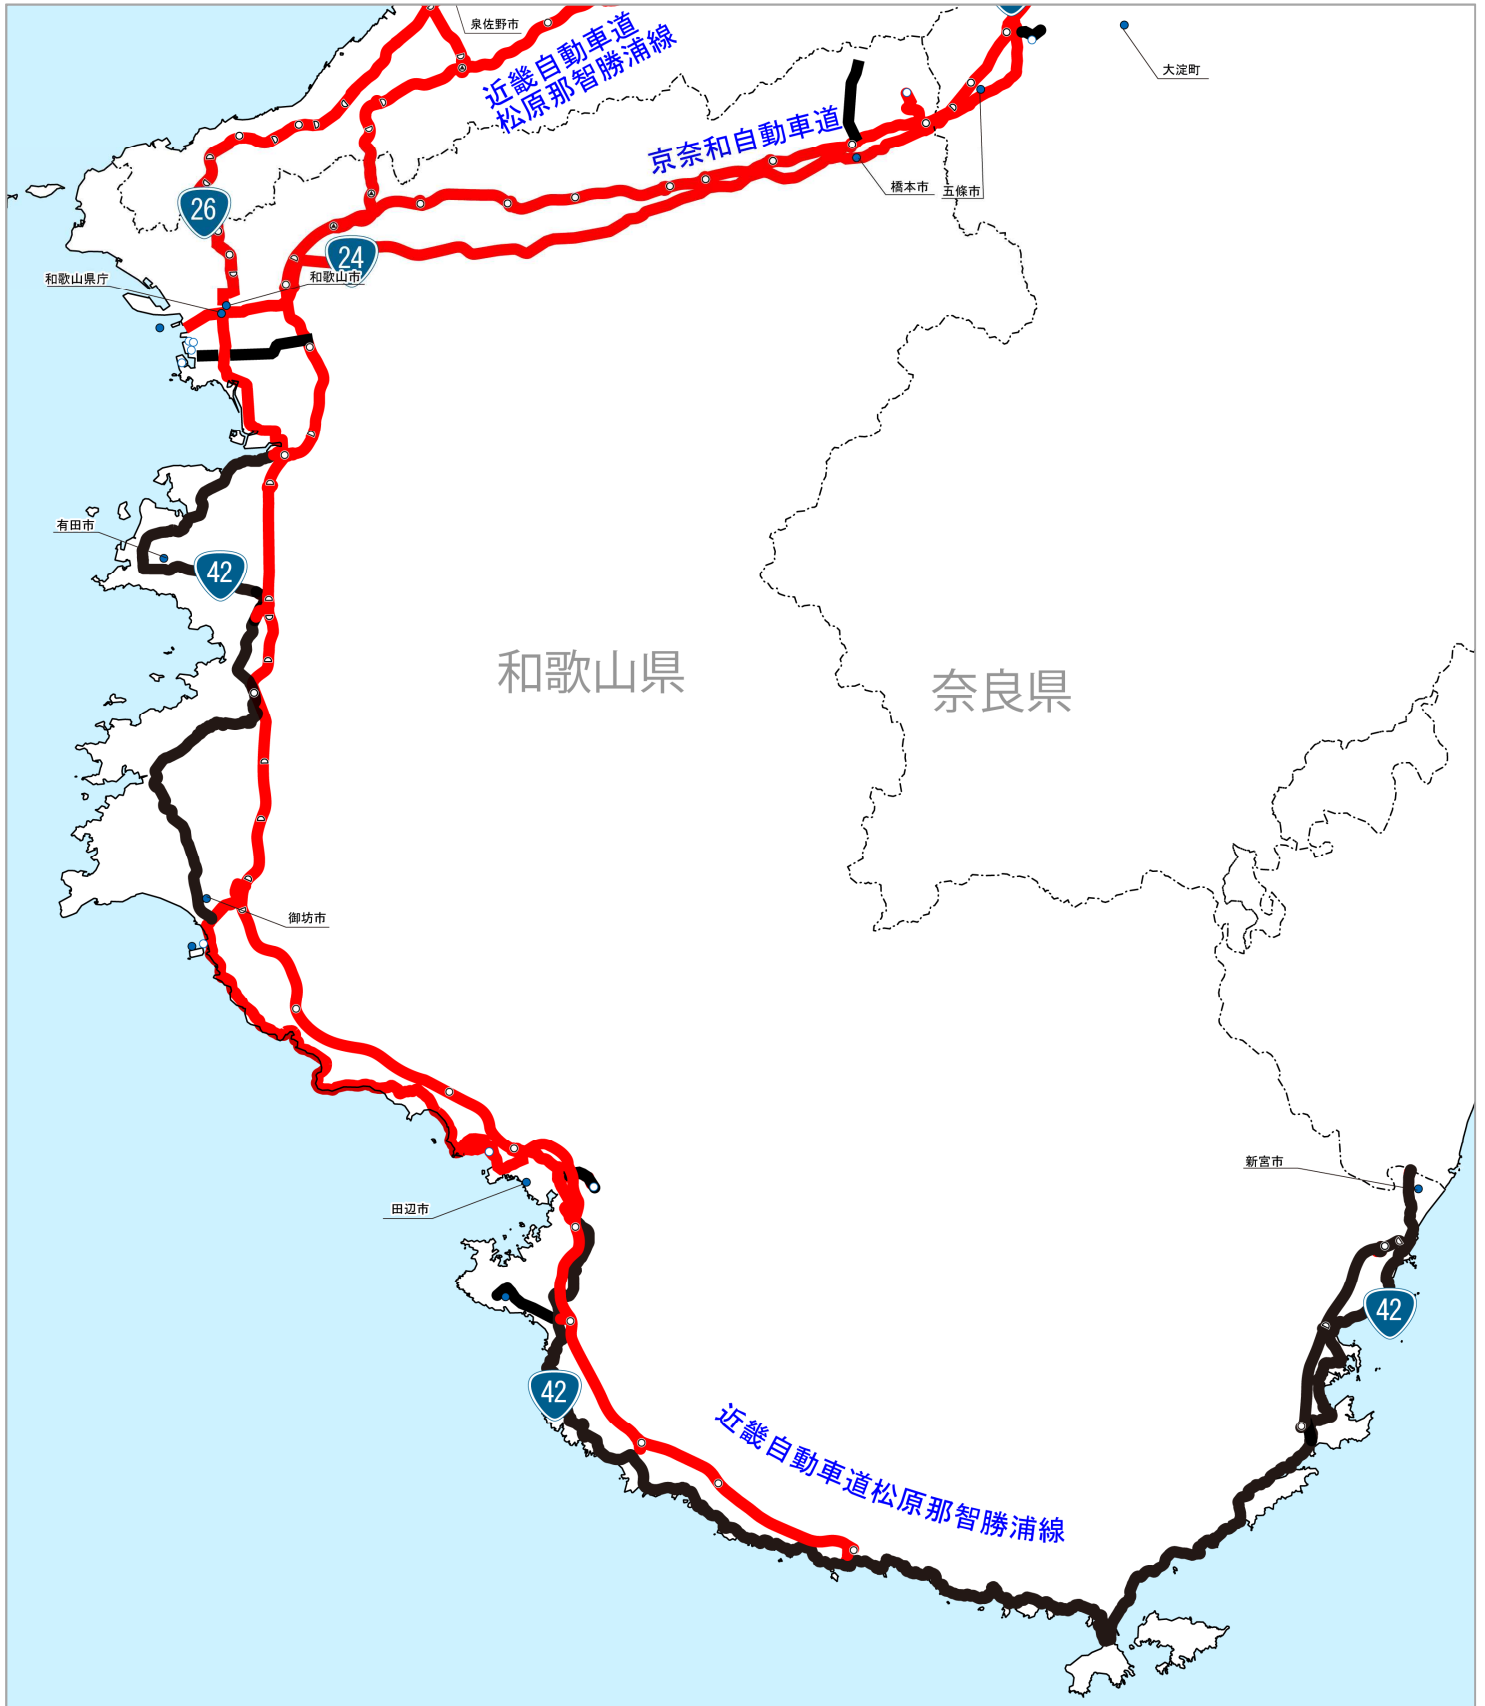 泉佐野市
近畿自動車道
松原那智勝浦線
大淀町
京奈和自動車道
橋本市
五條市
26
24
和歌山県庁
和歌山市
有田市
42
和歌山県
奈良県
御坊市
新宮市
田辺市
42
42
近畿自動車道松原那智勝浦線